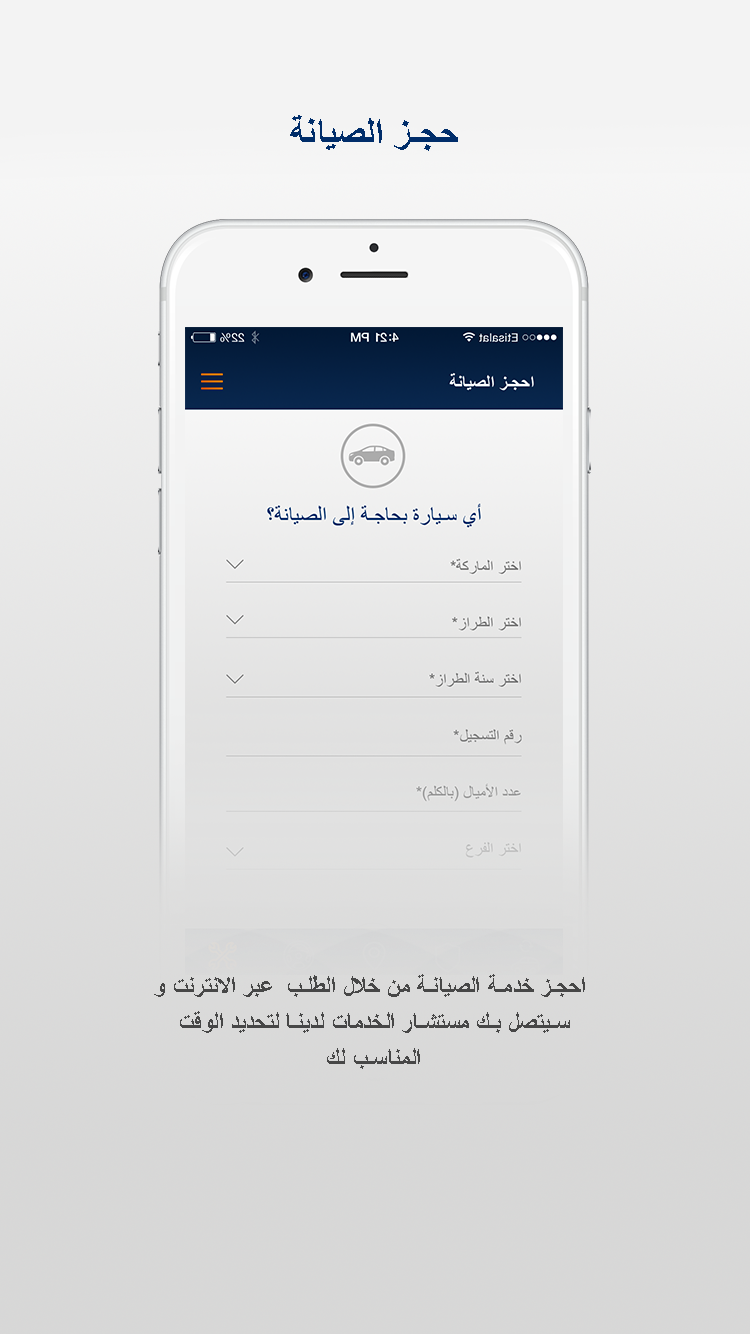 حجز الصيانة
Etisalat 4:21 PM 22%
احجز الصيانة
أي سيارة بحاجة إلى الصيانة؟
اختر الماركة*
اختر الطراز*
اختر سنة الطراز*
رقم التسجيل*
عدد الأميال (بالكلم)*
اختر الفرع
احجز خدمة الصيانة من خلال الطلب عبر الانترنت و
سيتصل بك مستشار الخدمات لدينا لتحديد الوقت
المناسب لك